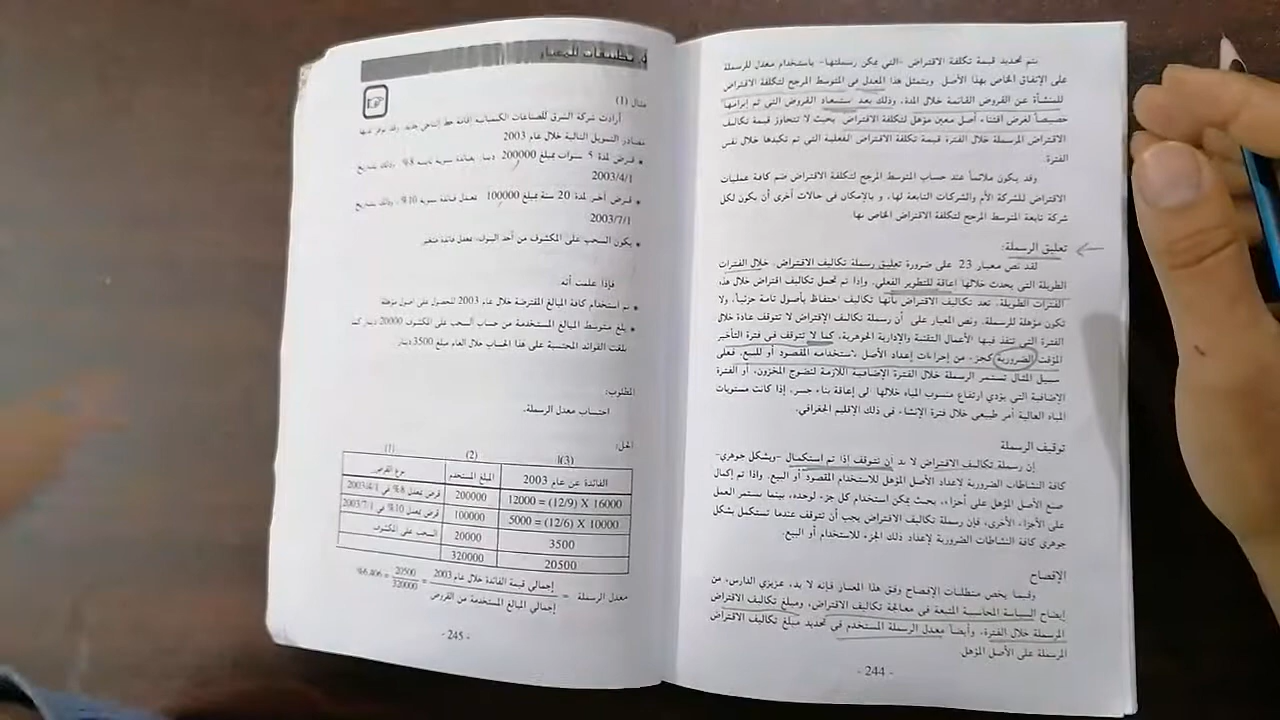 يتم تحديد قيمة تكلفة الاقتراض -التي يمكن رسملتها- باستخدام معدل للرسملة
على الإنفاق الخاص بهذا الأصل. ويتمثل هذا المعدل في المتوسط المرجح لتكلفة الاقتراض
للمنشأة عن القروض القائمة خلال المدة، وذلك بعد استبعاد القروض التي تم إبرامها
خصيصاً لغرض اقتناء أصل معين مؤهل لتكلفة الاقتراض بحيث لا تتجاوز قيمة تكاليف
الاقتراض المرسملة خلال الفترة قيمة تكلفة الاقتراض الفعلية التي تم تكبدها خلال نفس
الفترة.
وقد يكون ملائماً عند حساب المتوسط المرجح لتكلفة الاقتراض ضم كافة عمليات
الاقتراض للشركة الأم والشركات التابعة لها، و بالإمكان في حالات أخرى أن يكون لكل
شركة تابعة المتوسط المرجح لتكلفة الاقتراض الخاص بها
تعليق الرسملة:
لقد نص معيار 23 على ضرورة تعليق رسملة تكاليف الاقتراض خلال الفترات
الطويلة التي يحدث خلالها إعاقة للتطوير الفعلي. وإذا تم تحمل تكاليف اقتراض خلال هذه
الفترات الطويلة، تعد تكاليف الاقتراض بأنها تكاليف احتفاظ بأصول تامة جزئياً، ولا
تكون مؤهلة للرسملة. ونص المعيار على أن رسملة تكاليف الاقتراض لا تتوقف عادة خلال
الفترة التي تنفذ فيها الأعمال التقنية والإدارية الجوهرية، كما لا تتوقف في فترة التأخير
المؤقت الضرورية كجزء من إجراءات إعداد الأصل لاستخدامه المقصود أو للبيع. فعلى
سبيل المثال تستمر الرسملة خلال الفترة الإضافية اللازمة لنضوج المخزون، أو الفترة
الإضافية التي يؤدي ارتفاع منسوب المياه خلالها الى إعاقة بناء جسر، إذا كانت مستويات
المياه العالية أمر طبيعي خلال فترة الإنشاء في ذلك الإقليم الجغرافي.
توقيف الرسملة
إن رسملة تكاليف الاقتراض لا بد أن تتوقف اذا تم استكمال -وبشكل جوهري-
كافة النشاطات الضرورية لإعداد الأصل المؤهل للاستخدام المقصود أو البيع. واذا تم إكمال
صنع الأصل المؤهل على أجزاء، بحيث يمكن استخدام كل جزء لوحده، بينما يستمر العمل
على الأجزاء الأخرى، فإن رسملة تكاليف الاقتراض يجب أن تتوقف عندما تستكمل بشكل
جوهري كافة النشاطات الضرورية لإعداد ذلك الجزء للاستخدام أو البيع.
الإفصاح
وفيما يخص متطلبات الإفصاح وفق هذا المعيار فإنه لا بد، عزيزي الدارس، من
إيضاح السياسة المحاسبية المتبعة في معالجة تكاليف الاقتراض، ومبلغ تكاليف الاقتراض
المرسملة خلال الفترة، وأيضاً معدل الرسملة المستخدم في تحديد مبلغ تكاليف الاقتراض
الرسملة على الأصل المؤهل.
- 244 -
تطبيقات للمعيار
مثال (1)
أرادت شركة الشرق للصناعات الكيميائية إقامة خط إنتاجي جديد، وقد توفر لديها
مصادر التمويل التالية خلال عام 2003
• قرض لمدة 5 سنوات بمبلغ 200000 دينار بفائدة سنوية ثابتة 8% وذلك بتاريخ
2003/4/1
• قرض آخر لمدة 20 سنة بمبلغ 100000 بمعدل فائدة سنوية 10%، وذلك بتاريخ
2003/7/1
• يكون السحب على المكشوف من أحد البنوك بمعدل فائدة متغير
فإذا علمت أنه
• تم استخدام كافة المبالغ المقترضة خلال عام 2003 للحصول على اصول مؤهلة
• بلغ متوسط المبالغ المستخدمة من حساب السحب على المكشوف 20000 دينار كما
بلغت الفوائد المحتسبة على هذا الحساب خلال العام مبلغ 3500 دينار
المطلوب:
احتساب معدل الرسملة.
الحل:
(1) (2) (3)
نوع القرض المبلغ المستخدم الفائدة عن عام 2003
قرض بمعدل 8% في 2003/4/1 200000 16000 X (12/9) = 12000
قرض بمعدل 10% في 2003/7/1 100000 10000 X (12/6) = 5000
السحب على المكشوف 20000 3500
320000 20500
معدل الرسملة = إجمالي قيمة الفائدة خلال عام 2003 / إجمالي المبالغ المستخدمة من القروض = 20500 / 320000 = 6.406%
- 245 -